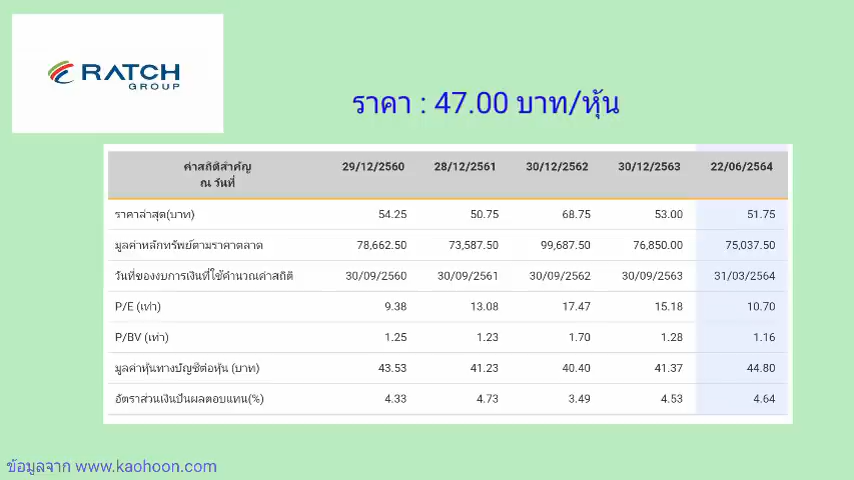 RATCH
GROUP
ราคา : 47.00 บาท/หุ้น
ค่าสถิติสำคัญ
ณ วันที่ 29/12/2560 28/12/2561 30/12/2562 30/12/2563 22/06/2564
ราคาล่าสุด(บาท) 54.25 50.75 68.75 53.00 51.75
มูลค่าหลักทรัพย์ตามราคาตลาด 78,662.50 73,587.50 99,687.50 76,850.00 75,037.50
วันที่ของงบการเงินที่ใช้คำนวณค่าสถิติ 30/09/2560 30/09/2561 30/09/2562 30/09/2563 31/03/2564
P/E (เท่า) 9.38 13.08 17.47 15.18 10.70
P/BV (เท่า) 1.25 1.23 1.70 1.28 1.16
มูลค่าหุ้นทางบัญชีต่อหุ้น (บาท) 43.53 41.23 40.40 41.37 44.80
อัตราส่วนเงินปันผลตอบแทน(%) 4.33 4.73 3.49 4.53 4.64
ข้อมูลจาก www.kaohoon.com